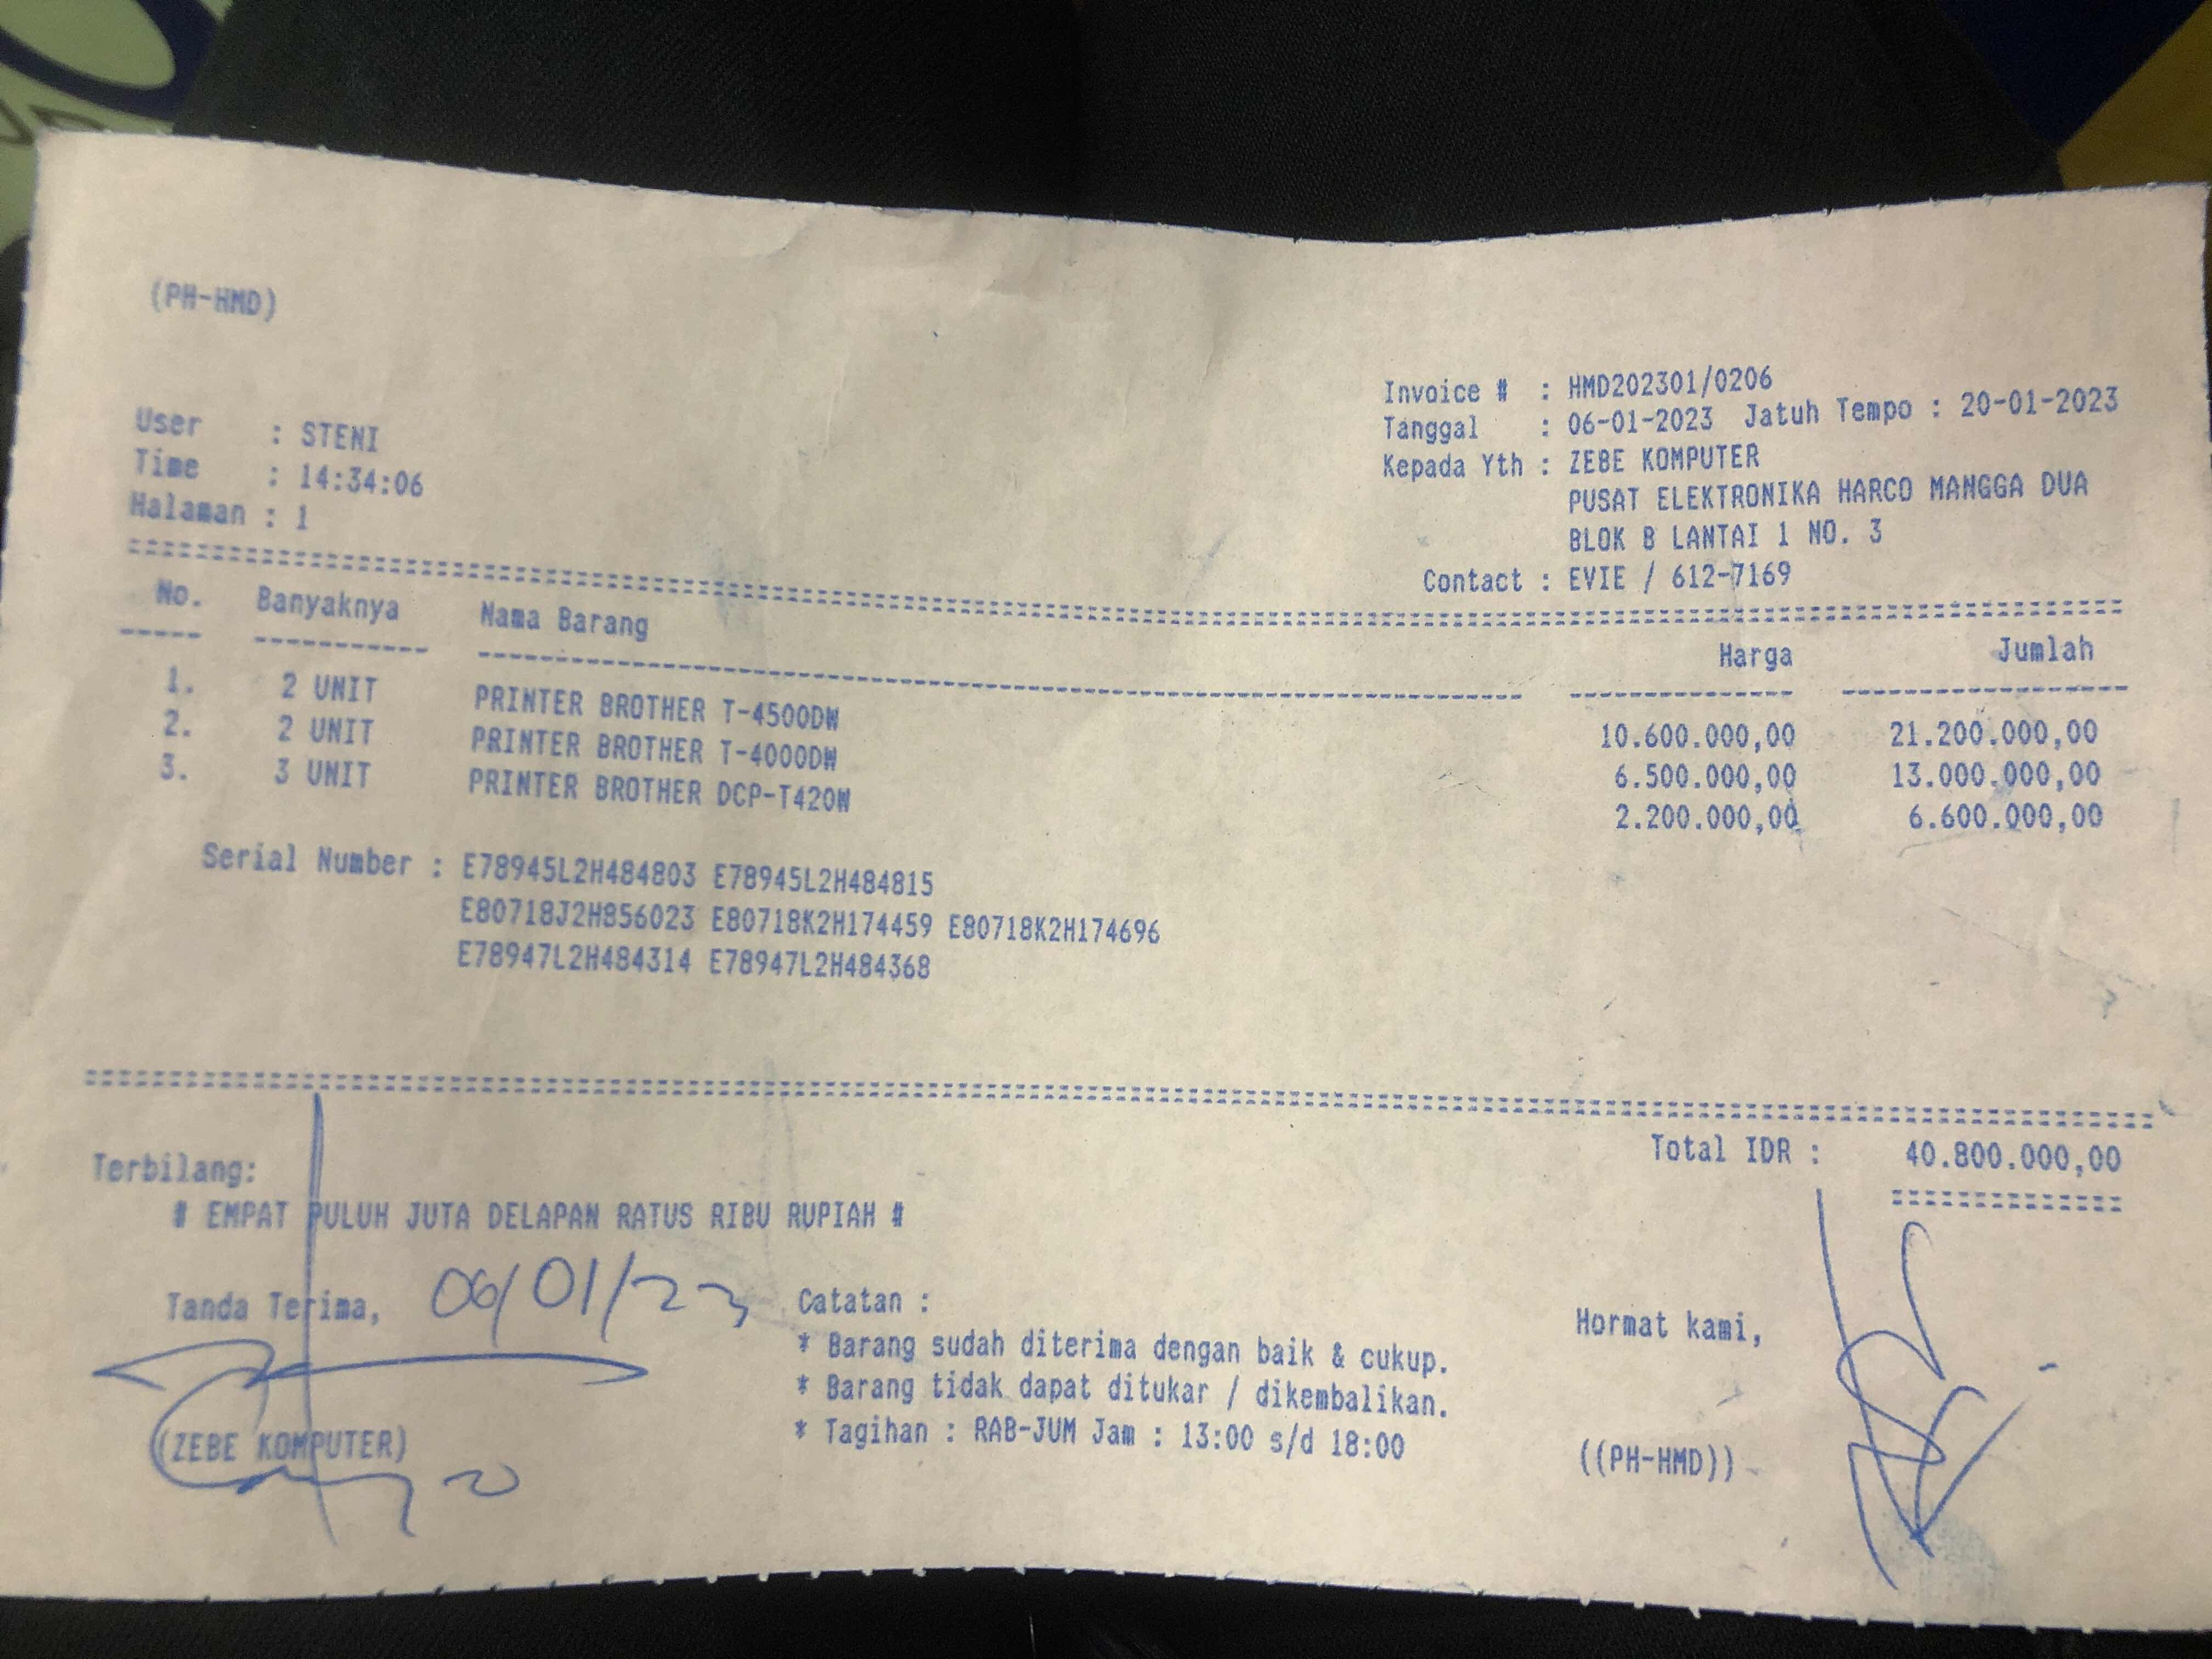 (PH-HMD)
Invoice # : HMD202301/0206
Tanggal : 06-01-2023 Jatuh Tempo : 20-01-2023
Kepada Yth : ZEBE KOMPUTER
PUSAT ELEKTRONIKA HARCO MANGGA DUA
BLOK B LANTAI 1 NO. 3
Contact : EVIE / 612-7169
User : STENI
Time : 14:34:06
Halaman : 1
No. Banyaknya Nama Barang Harga Jumlah
1. 2 UNIT PRINTER BROTHER T-4500DW 10.600.000,00 21.200.000,00
2. 2 UNIT PRINTER BROTHER T-4000DW 6.500.000,00 13.000.000,00
3. 3 UNIT PRINTER BROTHER DCP-T420W 2.200.000,00 6.600.000,00
Serial Number : E78945L2H484803 E78945L2H484815
E80718J2H856023 E80718K2H174459 E80718K2H174696
E78947L2H484314 E78947L2H484368
Total IDR : 40.800.000,00
Terbilang:
# EMPAT PULUH JUTA DELAPAN RATUS RIBU RUPIAH #
Tanda Terima, 06/01/23
(ZEBE KOMPUTER)
Catatan :
* Barang sudah diterima dengan baik & cukup.
* Barang tidak dapat ditukar / dikembalikan.
* Tagihan : RAB-JUM Jam : 13:00 s/d 18:00
Hormat kami,
((PH-HMD))